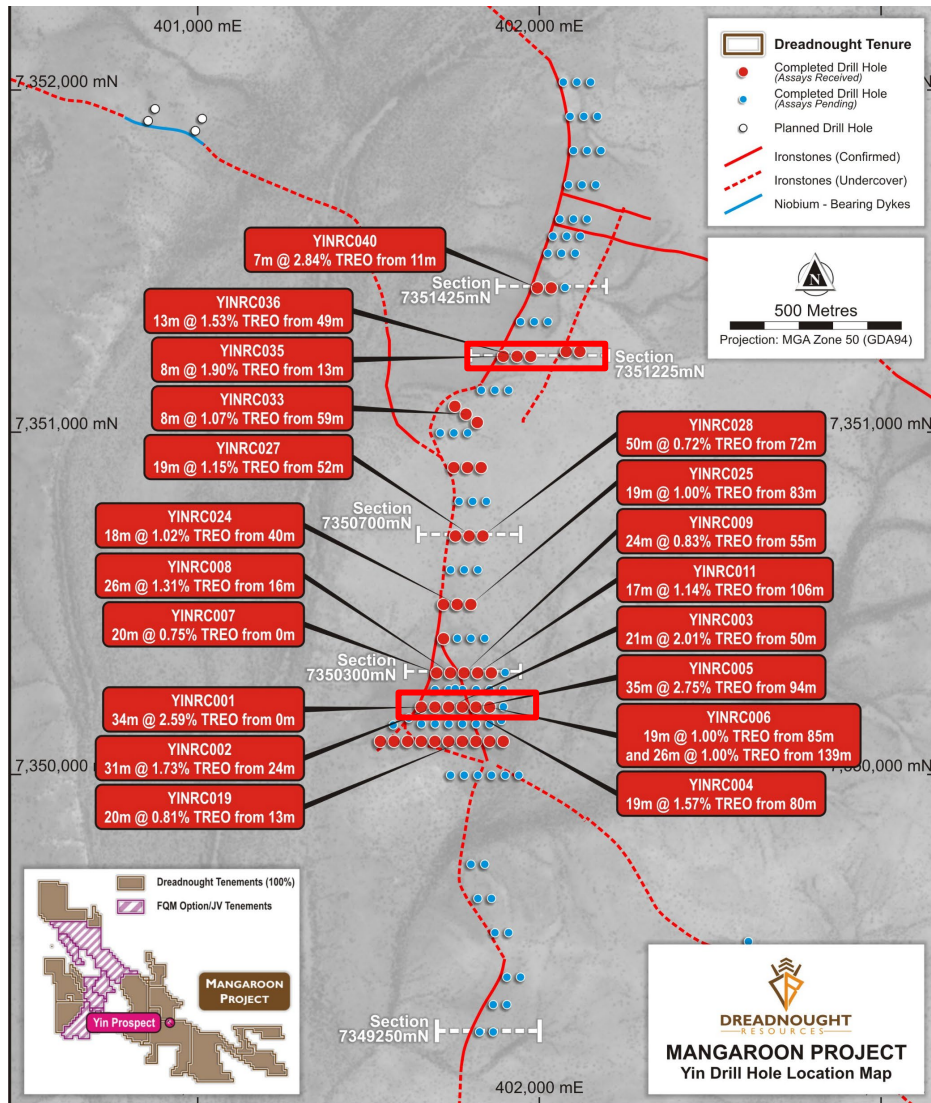 401,000 mE
402,000 mE
7,352,000 mN
Dreadnought Tenure
Completed Drill Hole
(Assays Received)
Completed Drill Hole
(Assays Pending)
Planned Drill Hole
Ironstones (Confirmed)
Ironstones (Undercover)
Niobium - Bearing Dykes
N
500 Metres
Projection: MGA Zone 50 (GDA94)
YINRC040
7m @ 2.84% TREO from 11m
Section
7351425mN
YINRC036
13m @ 1.53% TREO from 49m
YINRC035
8m @ 1.90% TREO from 13m
Section
7351225mN
YINRC033
8m @ 1.07% TREO from 59m
7,351,000 mN
7,351,000 mN
YINRC027
19m @ 1.15% TREO from 52m
YINRC028
50m @ 0.72% TREO from 72m
YINRC025
19m @ 1.00% TREO from 83m
Section
7350700mN
YINRC024
18m @ 1.02% TREO from 40m
YINRC009
24m @ 0.83% TREO from 55m
YINRC008
26m @ 1.31% TREO from 16m
YINRC011
17m @ 1.14% TREO from 106m
YINRC007
20m @ 0.75% TREO from 0m
YINRC003
21m @ 2.01% TREO from 50m
Section
7350300mN
YINRC005
35m @ 2.75% TREO from 94m
YINRC001
34m @ 2.59% TREO from 0m
YINRC006
19m @ 1.00% TREO from 85m
and 26m @ 1.00% TREO from 139m
YINRC002
31m @ 1.73% TREO from 24m
YINRC004
19m @ 1.57% TREO from 80m
7,350,000 mN
YINRC019
20m @ 0.81% TREO from 13m
Dreadnought Tenements (100%)
FQM Option/JV Tenements
MANGAROON
PROJECT
Yin Prospect
Section
7349250mN
DREADNOUGHT
RESOURCES
MANGAROON PROJECT
Yin Drill Hole Location Map
402,000 mE